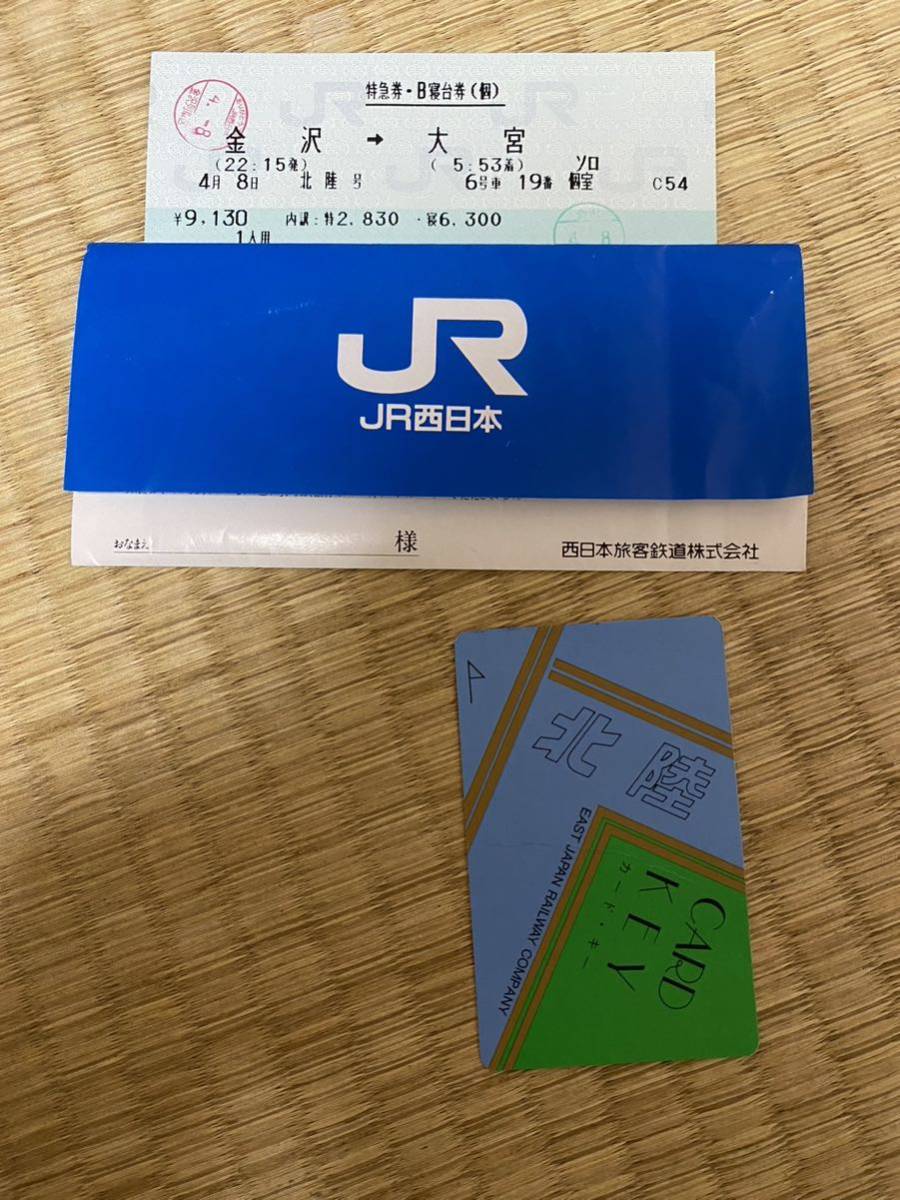 特急券・B寝台券(個)
金沢 → 大宮
(22:15発) (5:53着) ソロ
4月 8日 北陸 号 6号車 19番 個室 C54
¥9,130 内訳:特2,830・寝6,300
1人用
4.-8
4. 8
JR
JR西日本
おなまえ 様 西日本旅客鉄道株式会社
北陸
EAST JAPAN RAILWAY COMPANY
CARD
KEY
カード・キー